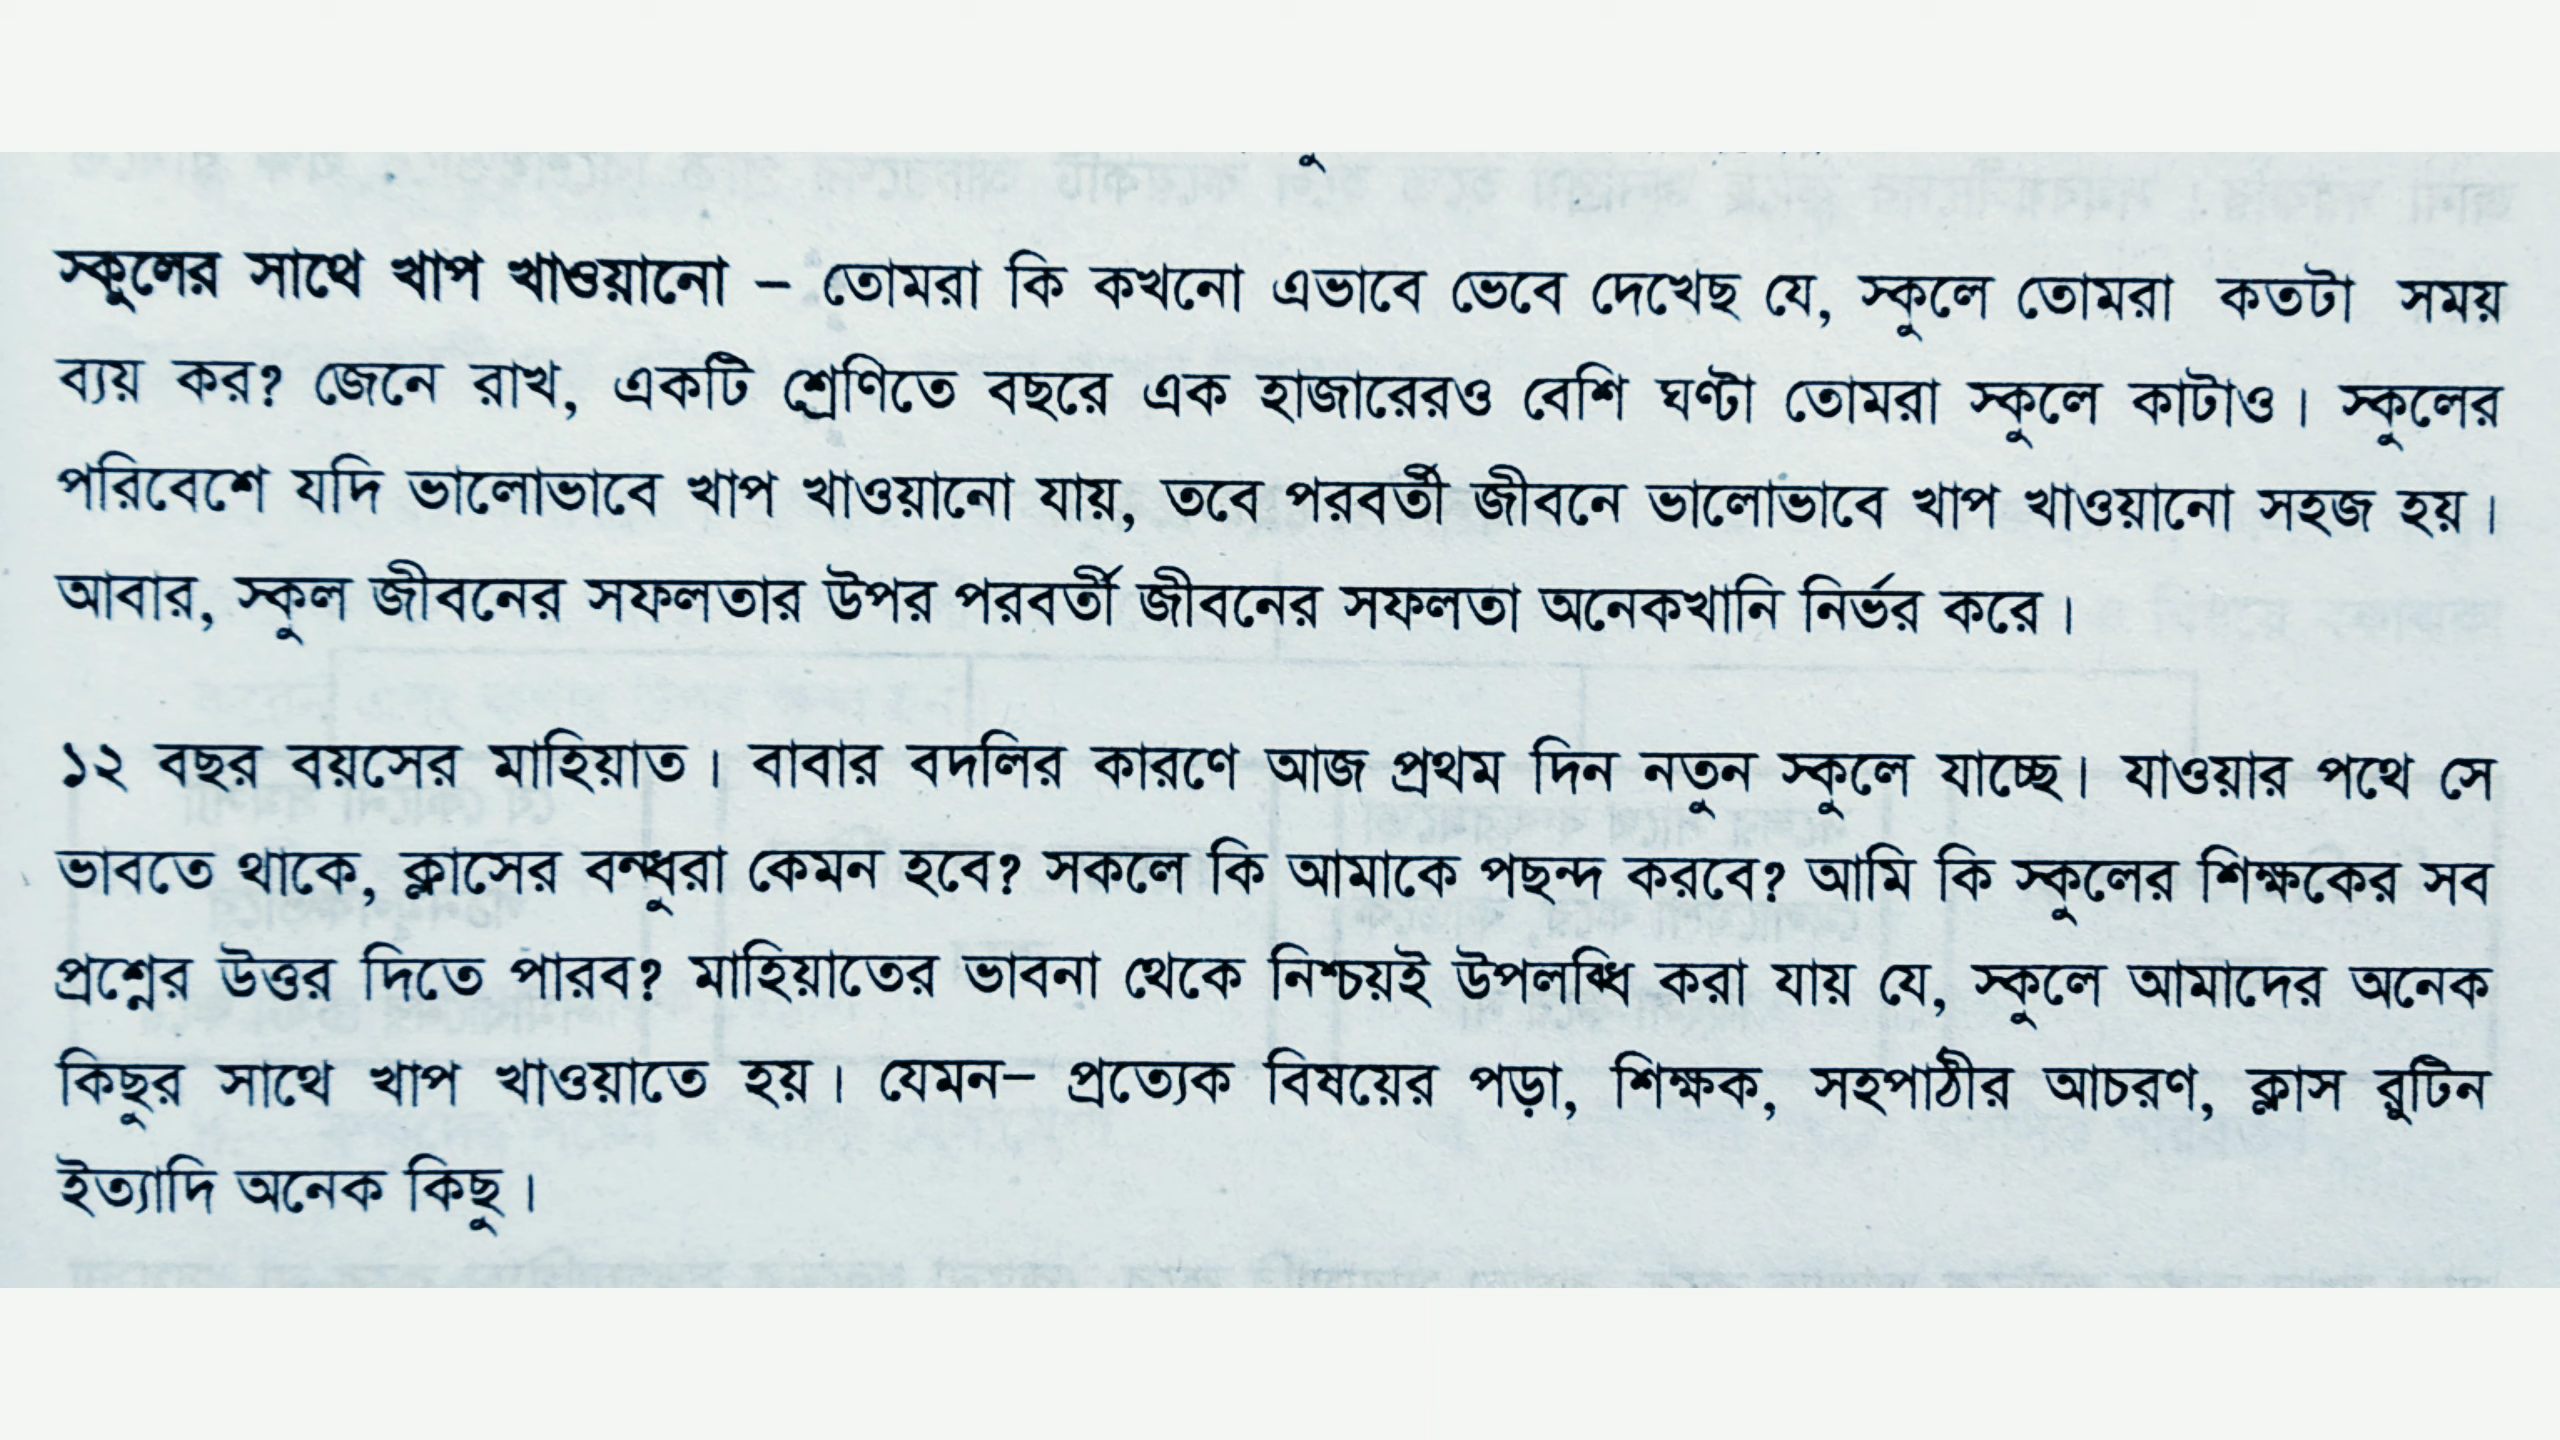 স্কুলের সাথে খাপ খাওয়ানো – তোমরা কি কখনো এভাবে ভেবে দেখেছ যে, স্কুলে তোমরা কতটা সময়
ব্যয় কর? জেনে রাখ, একটি শ্রেণিতে বছরে এক হাজারেরও বেশি ঘণ্টা তোমরা স্কুলে কাটাও। স্কুলের
পরিবেশে যদি ভালোভাবে খাপ খাওয়ানো যায়, তবে পরবর্তী জীবনে ভালোভাবে খাপ খাওয়ানো সহজ হয়।
আবার, স্কুল জীবনের সফলতার উপর পরবর্তী জীবনের সফলতা অনেকখানি নির্ভর করে।
১২ বছর বয়সের মাহিয়াত। বাবার বদলির কারণে আজ প্রথম দিন নতুন স্কুলে যাচ্ছে। যাওয়ার পথে সে
ভাবতে থাকে, ক্লাসের বন্ধুরা কেমন হবে? সকলে কি আমাকে পছন্দ করবে? আমি কি স্কুলের শিক্ষকের সব
প্রশ্নের উত্তর দিতে পারব? মাহিয়াতের ভাবনা থেকে নিশ্চয়ই উপলব্ধি করা যায় যে, স্কুলে আমাদের অনেক
কিছুর সাথে খাপ খাওয়াতে হয়। যেমন– প্রত্যেক বিষয়ের পড়া, শিক্ষক, সহপাঠীর আচরণ, ক্লাস রুটিন
ইত্যাদি অনেক কিছু।